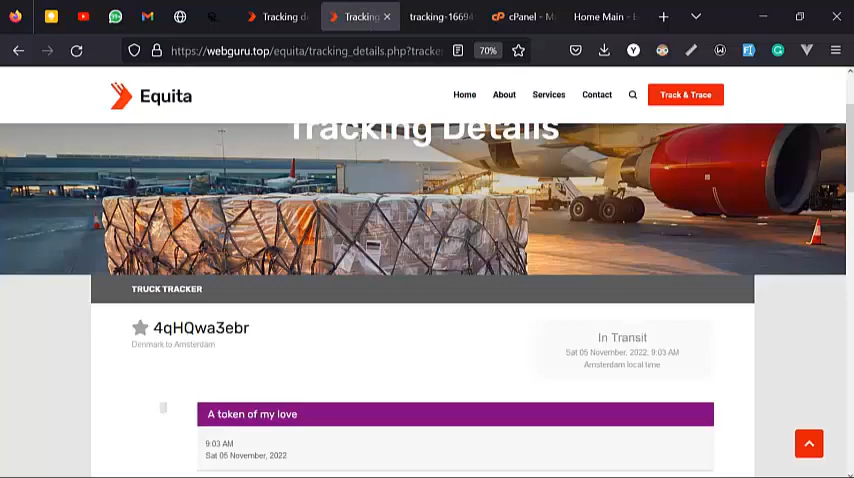 Tracking d
Tracking
tracking-16694
cPanel - M
Home Main - E
https://webguru.top/equita/tracking_details.php?tracke
70%
Equita
Home
About
Services
Contact
Track & Trace
Tracking Details
TRUCK TRACKER
4qHQwa3ebr
Denmark to Amsterdam
In Transit
Sat 05 November, 2022, 9:03 AM
Amsterdam local time
A token of my love
9:03 AM
Sat 05 November, 2022